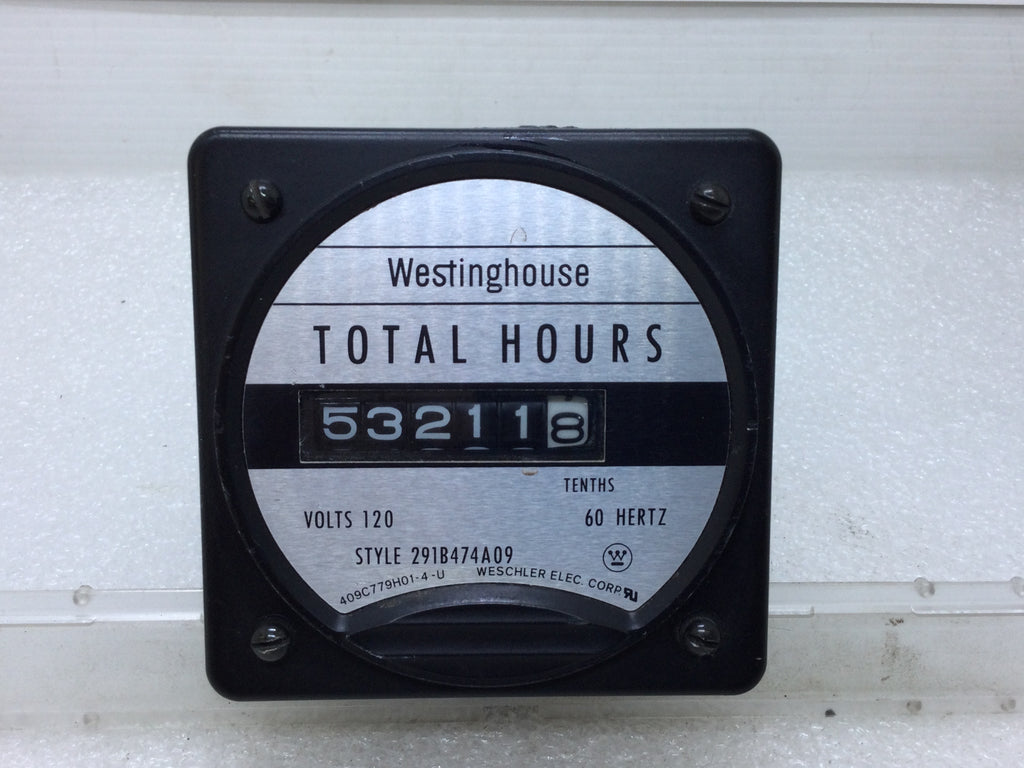 Westinghouse
TOTAL HOURS
532118
TENTHS
VOLTS 120 60 HERTZ
STYLE 291B474A09
409C779H01-4-U WESCHLER ELEC. CORP.